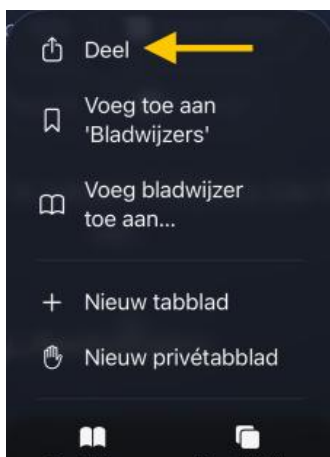 Deel
Voeg toe aan
'Bladwijzers'
Voeg bladwijzer
toe aan...
Nieuw tabblad
Nieuw privétabblad